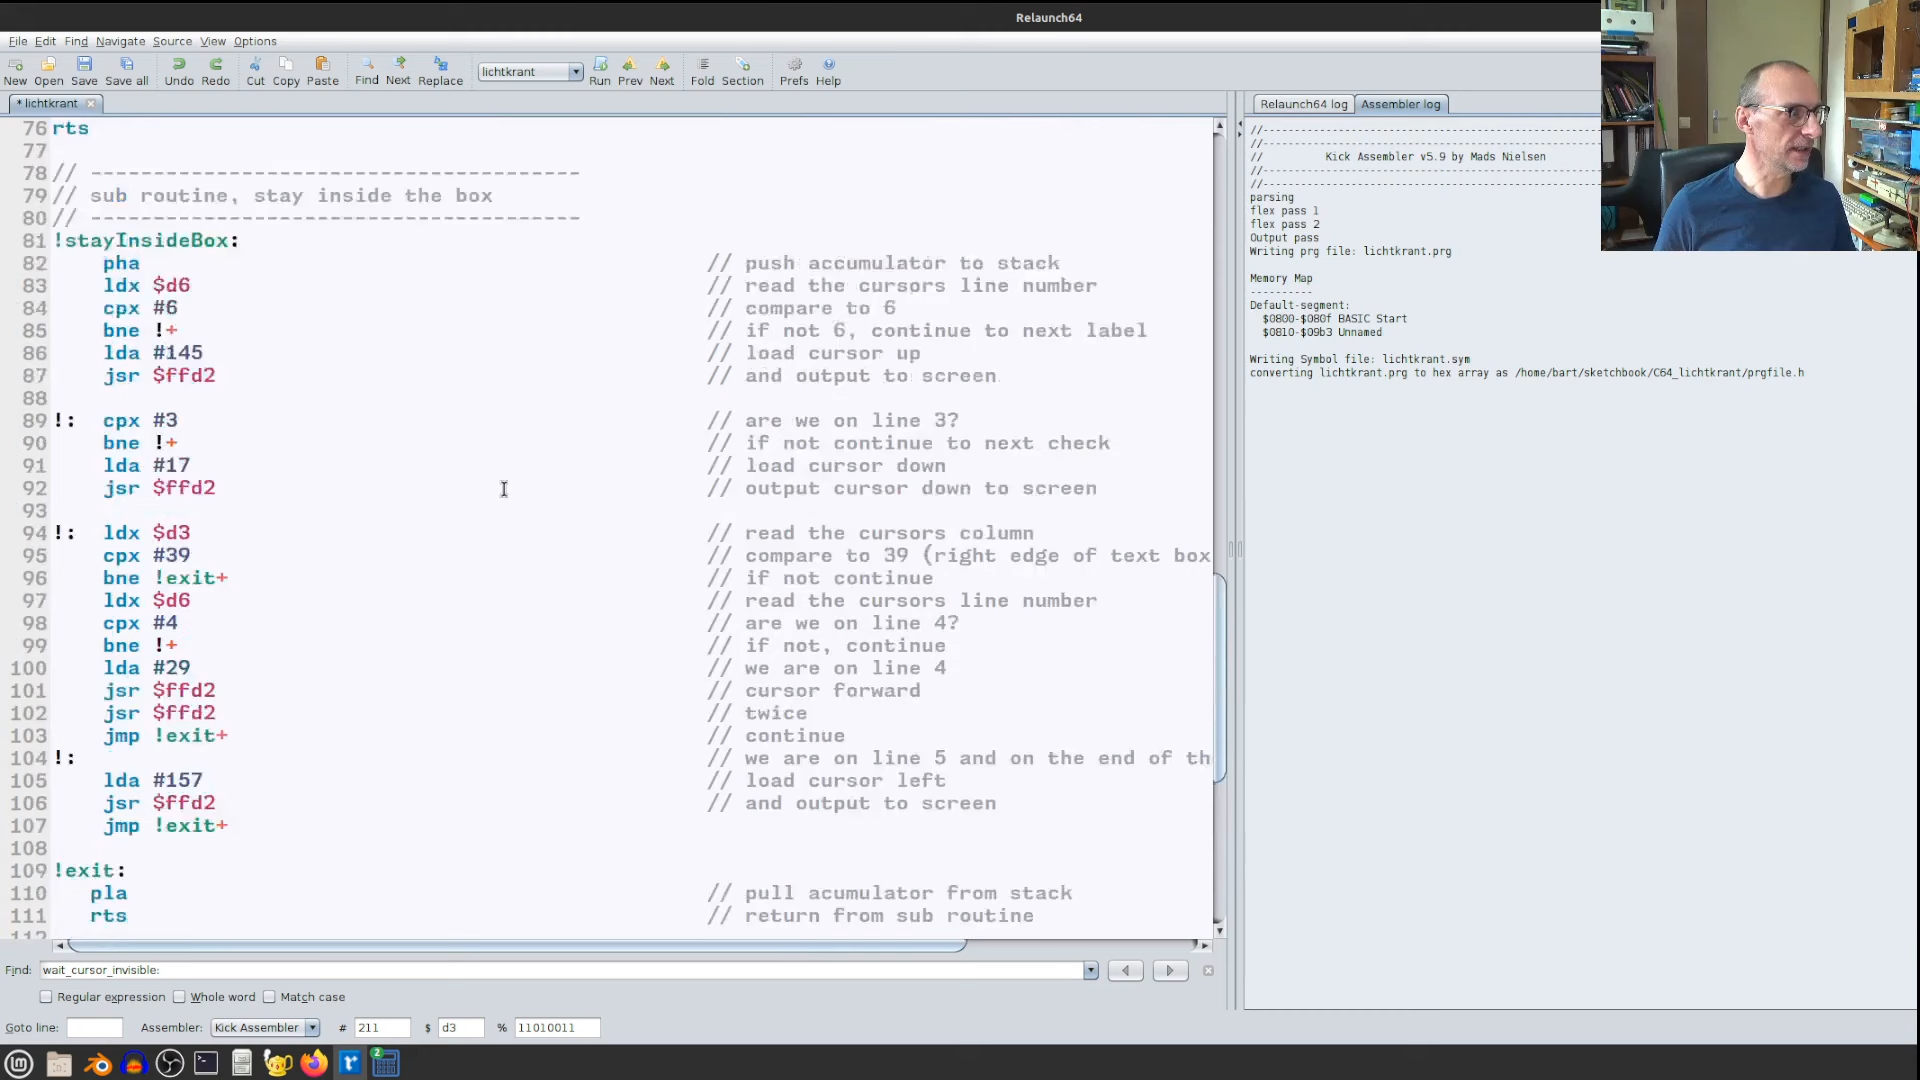 Relaunch64
File Edit Find Navigate Source View Options
New Open Save Save all Undo Redo Cut Copy Paste Find Next Replace lichtkrant Run Prev Next Fold Section Prefs Help
* lichtkrant
Relaunch64 log Assembler log
76 rts
77
78 // ---------------------------------------
79 // sub routine, stay inside the box
80 // ---------------------------------------
81 !stayInsideBox:
82 pha // push accumulator to stack
83 ldx $d6 // read the cursors line number
84 cpx #6 // compare to 6
85 bne !+ // if not 6, continue to next label
86 lda #145 // load cursor up
87 jsr $ffd2 // and output to screen
88
89 !: cpx #3 // are we on line 3?
90 bne !+ // if not continue to next check
91 lda #17 // load cursor down
92 jsr $ffd2 // output cursor down to screen
93
94 !: ldx $d3 // read the cursors column
95 cpx #39 // compare to 39 (right edge of text box
96 bne !exit+ // if not continue
97 ldx $d6 // read the cursors line number
98 cpx #4 // are we on line 4?
99 bne !+ // if not, continue
100 lda #29 // we are on line 4
101 jsr $ffd2 // cursor forward
102 jsr $ffd2 // twice
103 jmp !exit+ // continue
104 !: // we are on line 5 and on the end of th
105 lda #157 // load cursor left
106 jsr $ffd2 // and output to screen
107 jmp !exit+
108
109 !exit:
110 pla // pull acumulator from stack
111 rts // return from sub routine
112
//--------------------------------------------------
//--------------------------------------------------
// Kick Assembler v5.9 by Mads Nielsen
//--------------------------------------------------
//--------------------------------------------------
parsing
flex pass 1
flex pass 2
Output pass
Writing prg file: lichtkrant.prg
Memory Map
----------
Default-segment:
$0800-$080f BASIC Start
$0810-$09b3 Unnamed
Writing Symbol file: lichtkrant.sym
converting lichtkrant.prg to hex array as /home/bart/sketchbook/C64_lichtkrant/prgfile.h
Find: wait_cursor_invisible:
Regular expression Whole word Match case
Goto line: Assembler: Kick Assembler # 211 $ d3 % 11010011
2